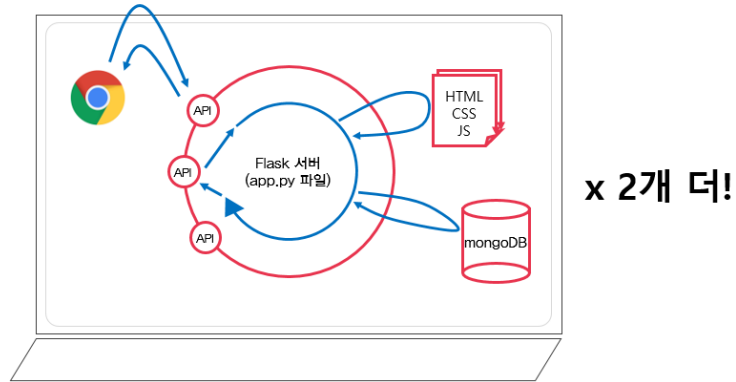 API
HTML
CSS
JS
Flask 서버
(app.py 파일)
API
x 2개 더!
API
mongoDB